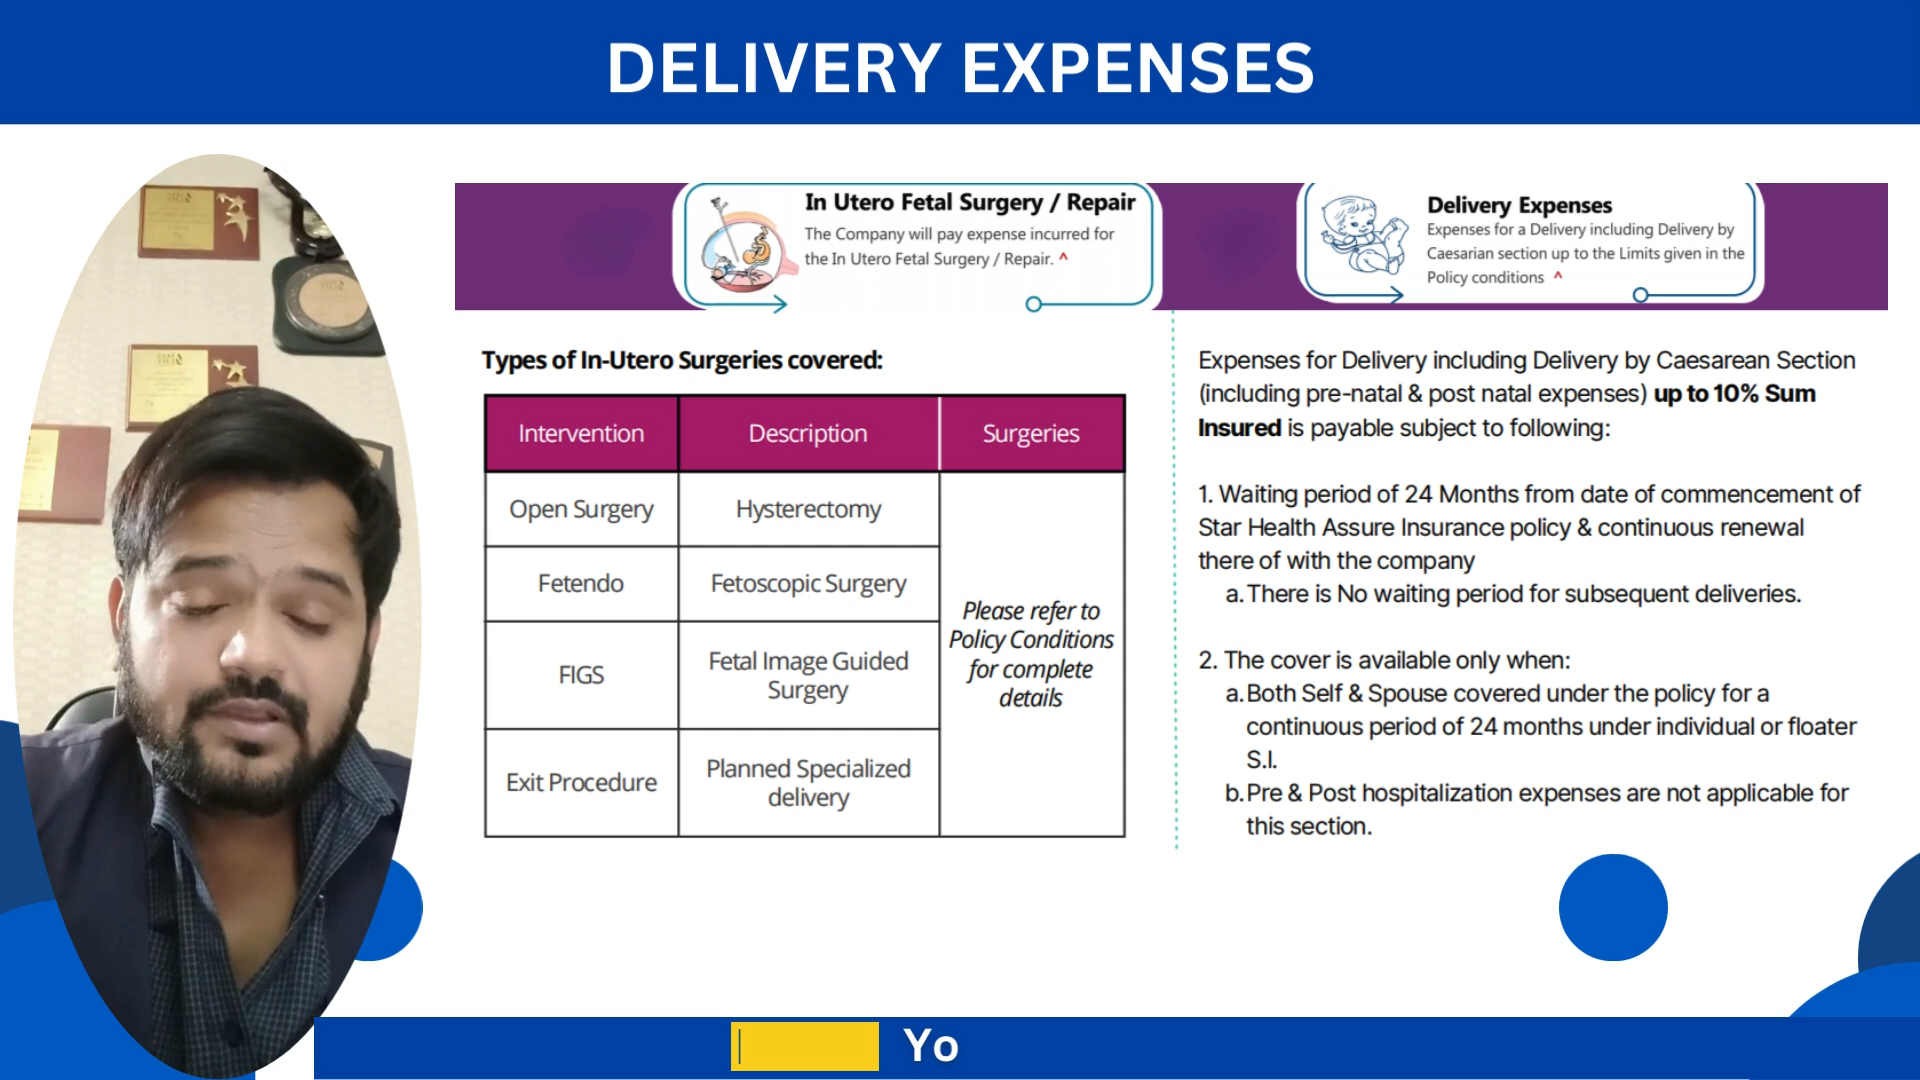 DELIVERY EXPENSES
In Utero Fetal Surgery / Repair
The Company will pay expense incurred for
the In Utero Fetal Surgery / Repair. ^
Delivery Expenses
Expenses for a Delivery including Delivery by
Caesarian section up to the Limits given in the
Policy conditions ^
Types of In-Utero Surgeries covered:
Intervention Description Surgeries
Open Surgery Hysterectomy
Fetendo Fetoscopic Surgery
FIGS Fetal Image Guided
Surgery
Exit Procedure Planned Specialized
delivery
Please refer to
Policy Conditions
for complete
details
Expenses for Delivery including Delivery by Caesarean Section
(including pre-natal & post natal expenses) up to 10% Sum
Insured is payable subject to following:
1. Waiting period of 24 Months from date of commencement of
Star Health Assure Insurance policy & continuous renewal
there of with the company
a. There is No waiting period for subsequent deliveries.
2. The cover is available only when:
a. Both Self & Spouse covered under the policy for a
continuous period of 24 months under individual or floater
S.I.
b. Pre & Post hospitalization expenses are not applicable for
this section.
Yo